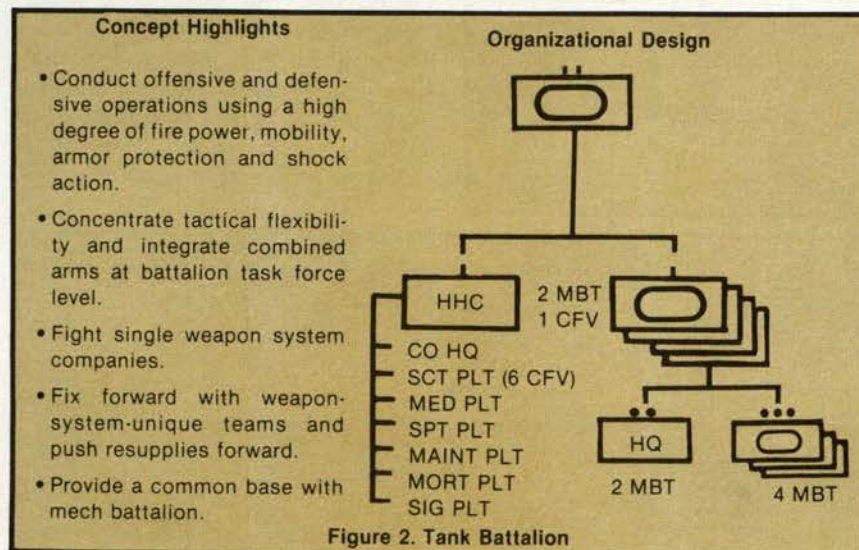 Concept Highlights
• Conduct offensive and defen-
sive operations using a high
degree of fire power, mobility,
armor protection and shock
action.
• Concentrate tactical flexibili-
ty and integrate combined
arms at battalion task force
level.
• Fight single weapon system
companies.
• Fix forward with weapon-
system-unique teams and
push resupplies forward.
• Provide a common base with
mech battalion.
Organizational Design
HHC
2 MBT
1 CFV
CO HQ
SCT PLT (6 CFV)
MED PLT
SPT PLT
MAINT PLT
MORT PLT
SIG PLT
HQ
2 MBT
4 MBT
Figure 2. Tank Battalion